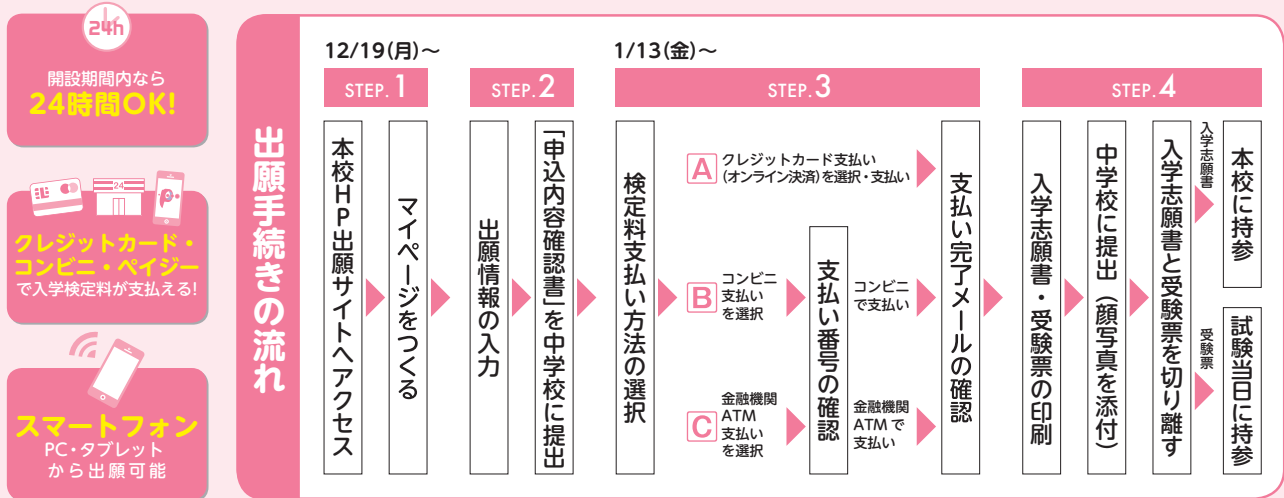 24h
開設期間内なら
24時間OK!
24
クレジットカード・
コンビニ・ペイジー
で入学検定料が支払える!
スマートフォン
PC・タブレット
から出願可能
出願手続きの流れ
12/19(月)〜
STEP.1
本校HP出願サイトへアクセス
マイページをつくる
STEP.2
出願情報の入力
「申込内容確認書」を中学校に提出
1/13(金)〜
STEP.3
検定料支払い方法の選択
A
クレジットカード支払い
(オンライン決済)を選択・支払い
B
コンビニ
支払い
を選択
C
金融機関
ATM
支払い
を選択
支払い番号の確認
コンビニ
で支払い
金融機関
ATMで
支払い
支払い完了メールの確認
STEP.4
入学志願書・受験票の印刷
中学校に提出(顔写真を添付)
入学志願書と受験票を切り離す
入学志願書
本校に持参
受験票
試験当日に持参